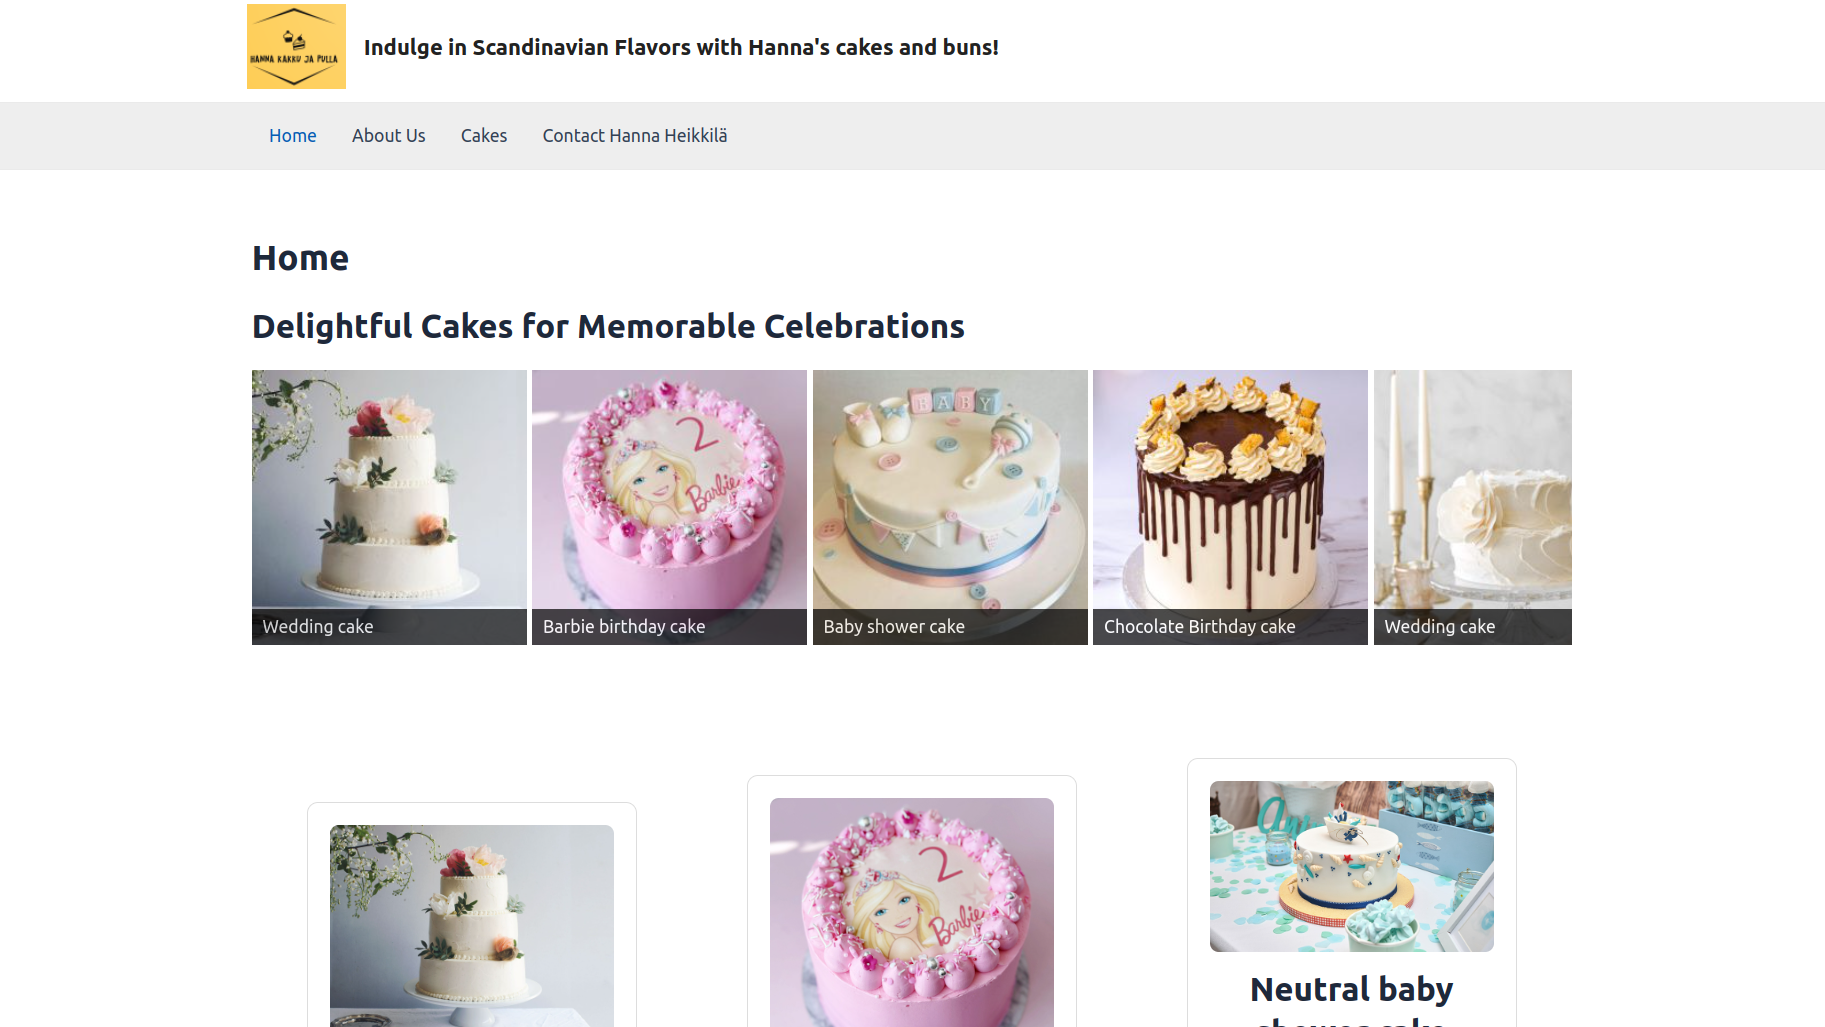 HANNA KAKKU JA PULLA
Indulge in Scandinavian Flavors with Hanna's cakes and buns!
Home About Us Cakes Contact Hanna Heikkilä
Home
Delightful Cakes for Memorable Celebrations
2
Barbie
BABY
Wedding cake
Barbie birthday cake
Baby shower cake
Chocolate Birthday cake
Wedding cake
2
Barbie
Neutral baby
shower cake